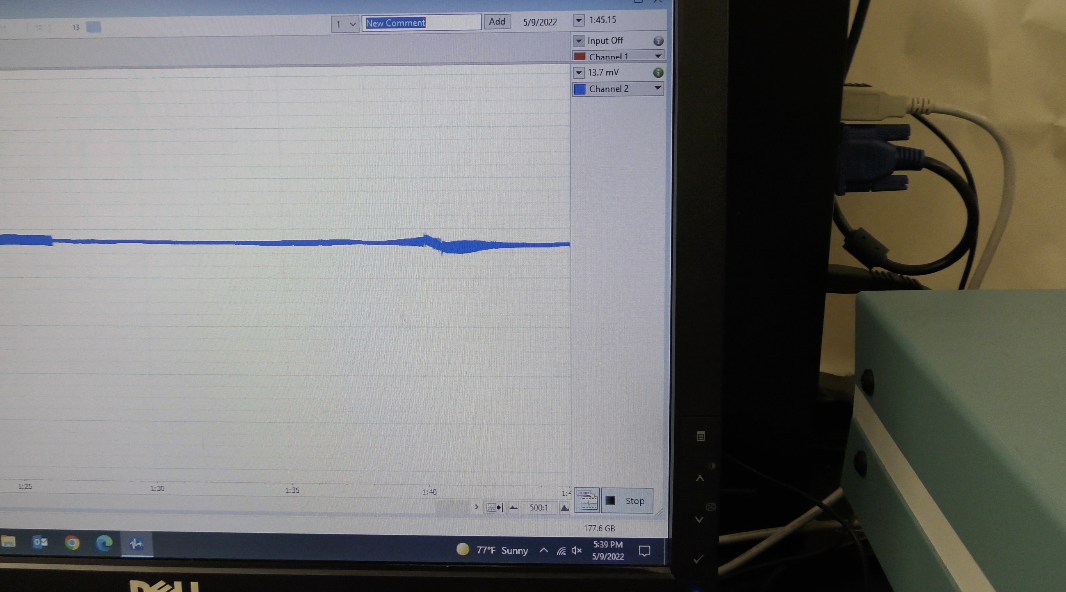 13
1
New Comment
Add
5/9/2022
1:45.15
Input Off
Channel 1
13.7 mV
Channel 2
1:25
1:30
1:35
1:40
500:1
Stop
177.6 GB
77°F Sunny
5:39 PM
5/9/2022
DELL